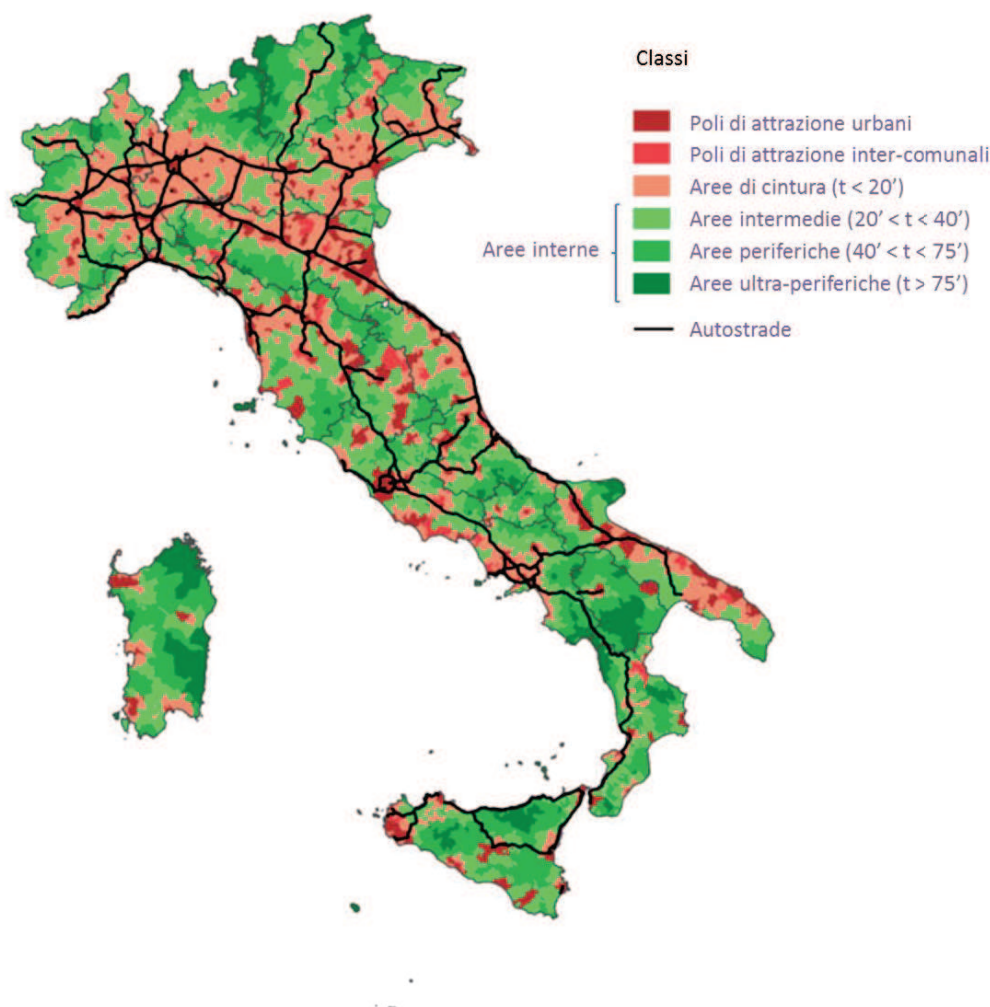 Classi
Poli di attrazione urbani
Poli di attrazione inter-comunali
Aree di cintura (t < 20’)
Aree interne
Aree intermedie (20’ < t < 40’)
Aree periferiche (40’ < t < 75’)
Aree ultra-periferiche (t > 75’)
Autostrade